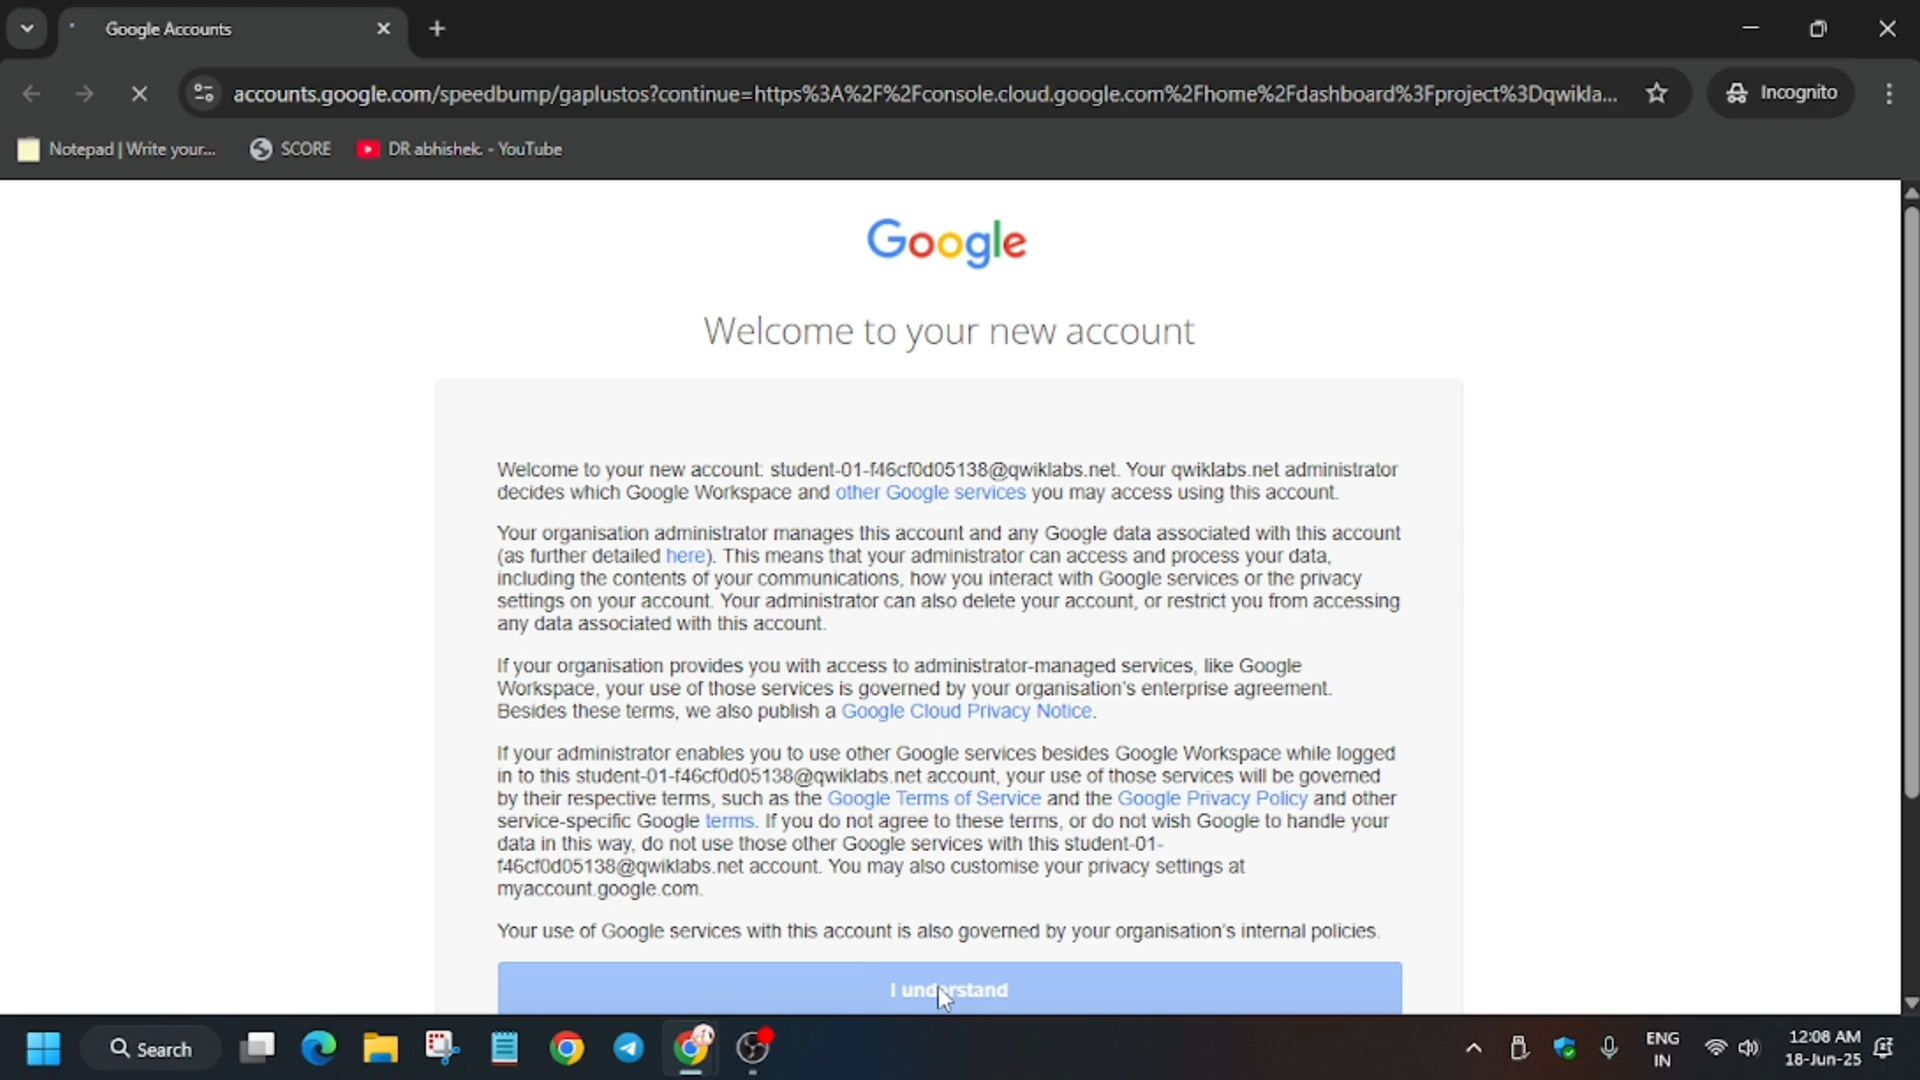 Google Accounts
accounts.google.com/speedbump/gaplustos?continue=https%3A%2F%2Fconsole.cloud.google.com%2Fhome%2Fdashboard%3Fproject%3Dqwikla...
Incognito
Notepad | Write your...
SCORE
DR abhishek. - YouTube
Google
Welcome to your new account
Welcome to your new account: student-01-f46cf0d05138@qwiklabs.net. Your qwiklabs.net administrator
decides which Google Workspace and other Google services you may access using this account.
Your organisation administrator manages this account and any Google data associated with this account
(as further detailed here). This means that your administrator can access and process your data,
including the contents of your communications, how you interact with Google services or the privacy
settings on your account. Your administrator can also delete your account, or restrict you from accessing
any data associated with this account.
If your organisation provides you with access to administrator-managed services, like Google
Workspace, your use of those services is governed by your organisation's enterprise agreement.
Besides these terms, we also publish a Google Cloud Privacy Notice.
If your administrator enables you to use other Google services besides Google Workspace while logged
in to this student-01-f46cf0d05138@qwiklabs.net account, your use of those services will be governed
by their respective terms, such as the Google Terms of Service and the Google Privacy Policy and other
service-specific Google terms. If you do not agree to these terms, or do not wish Google to handle your
data in this way, do not use those other Google services with this student-01-
f46cf0d05138@qwiklabs.net account. You may also customise your privacy settings at
myaccount.google.com.
Your use of Google services with this account is also governed by your organisation's internal policies.
I understand
Search
ENG
IN
12:08 AM
18-Jun-25